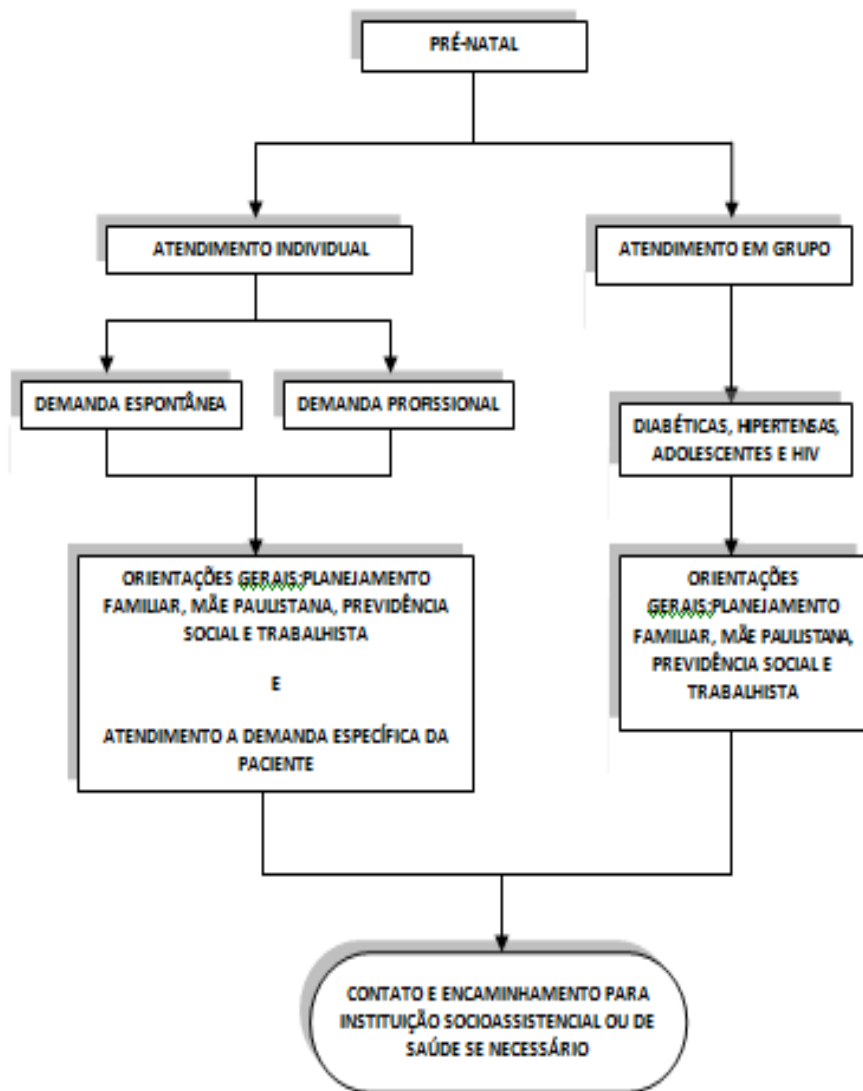 PRÉ-NATAL
ATENDIMENTO INDIVIDUAL
ATENDIMENTO EM GRUPO
DEMANDA ESPONTÂNEA
DEMANDA PROFISSIONAL
DIABÉTICAS, HIPERTENSAS,
ADOLESCENTES E HIV
ORIENTAÇÕES GERAIS:PLANEJAMENTO
FAMILIAR, MÃE PAULISTANA, PREVIDÊNCIA
SOCIAL E TRABALHISTA
E
ATENDIMENTO A DEMANDA ESPECÍFICA DA
PACIENTE
ORIENTAÇÕES
GERAIS:PLANEJAMENTO
FAMILIAR, MÃE PAULISTANA,
PREVIDÊNCIA SOCIAL E
TRABALHISTA
CONTATO E ENCAMINHAMENTO PARA
INSTITUIÇÃO SOCIOASSISTENCIAL OU DE
SAÚDE SE NECESSÁRIO